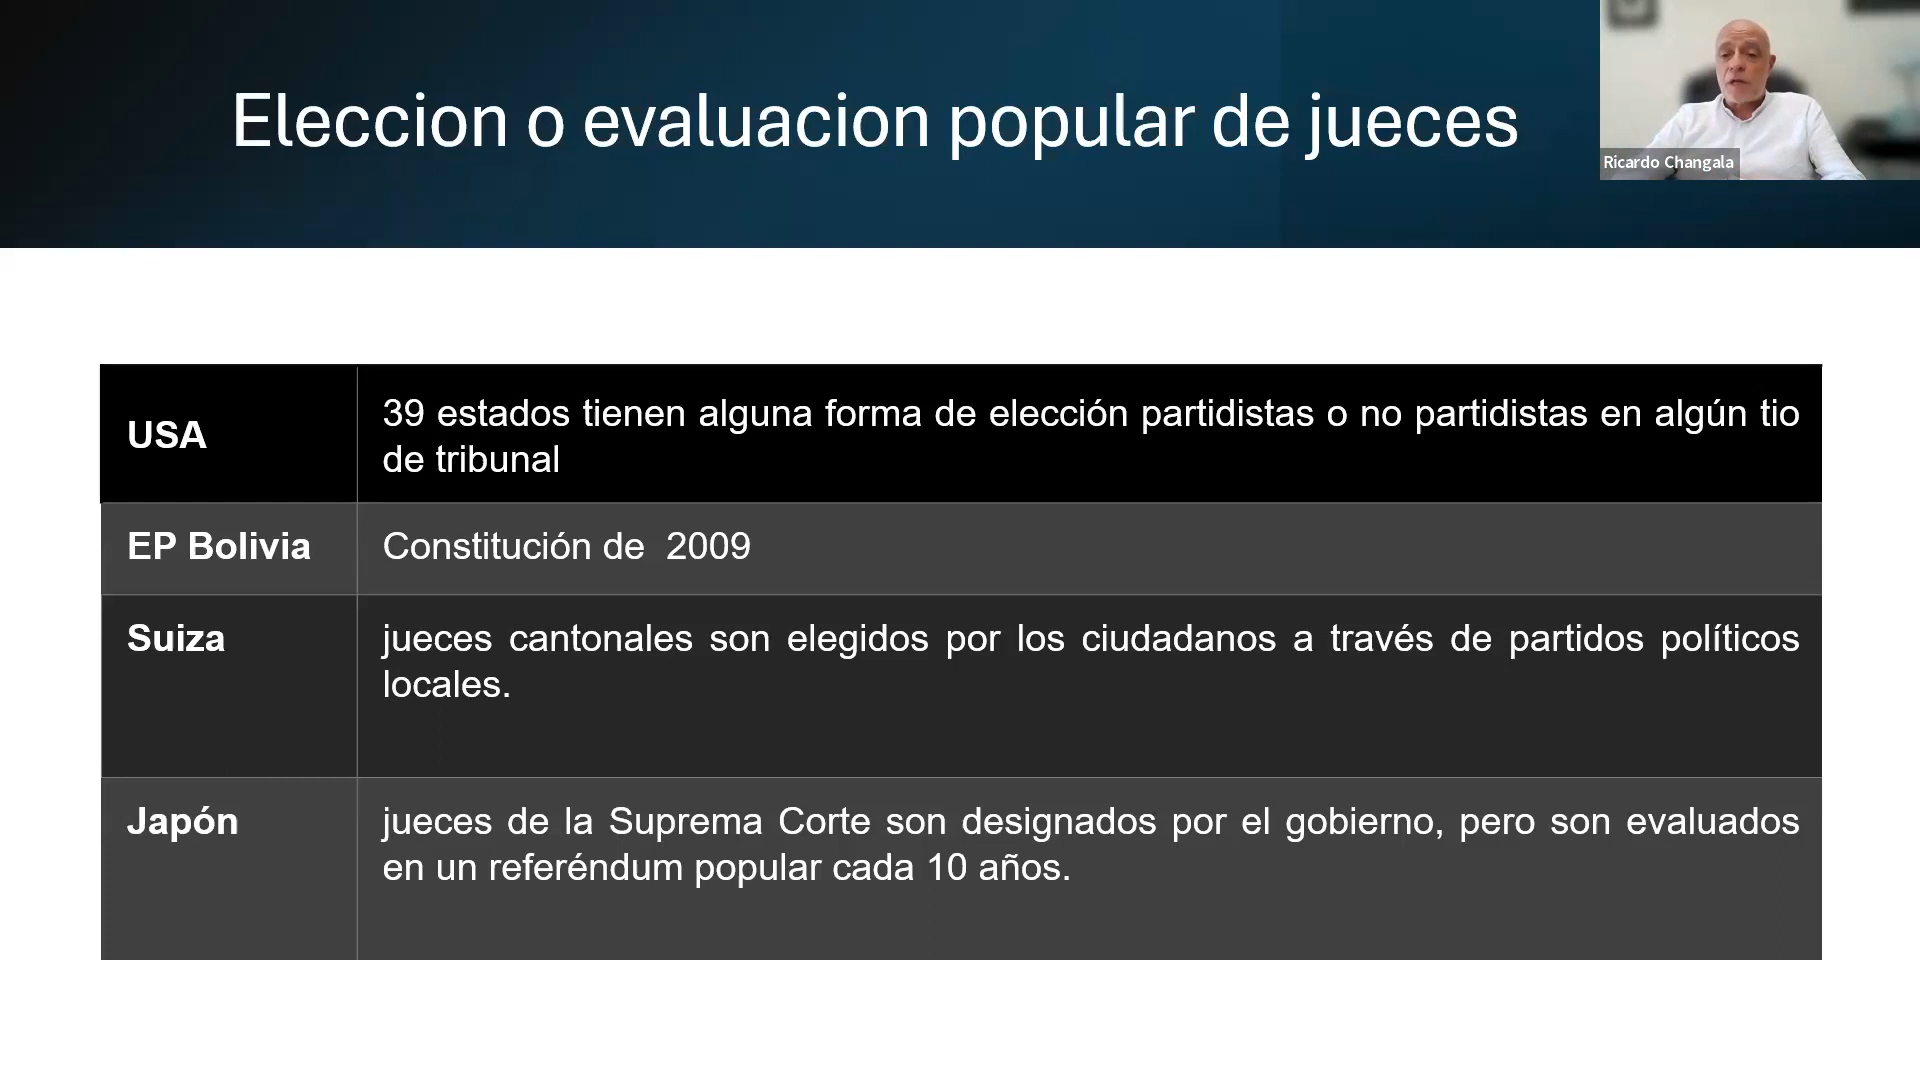 Eleccion o evaluacion popular de jueces
Ricardo Changala
USA
39 estados tienen alguna forma de elección partidistas o no partidistas en algún tio
de tribunal
EP Bolivia
Constitución de 2009
Suiza
jueces cantonales son elegidos por los ciudadanos a través de partidos políticos
locales.
Japón
jueces de la Suprema Corte son designados por el gobierno, pero son evaluados
en un referéndum popular cada 10 años.